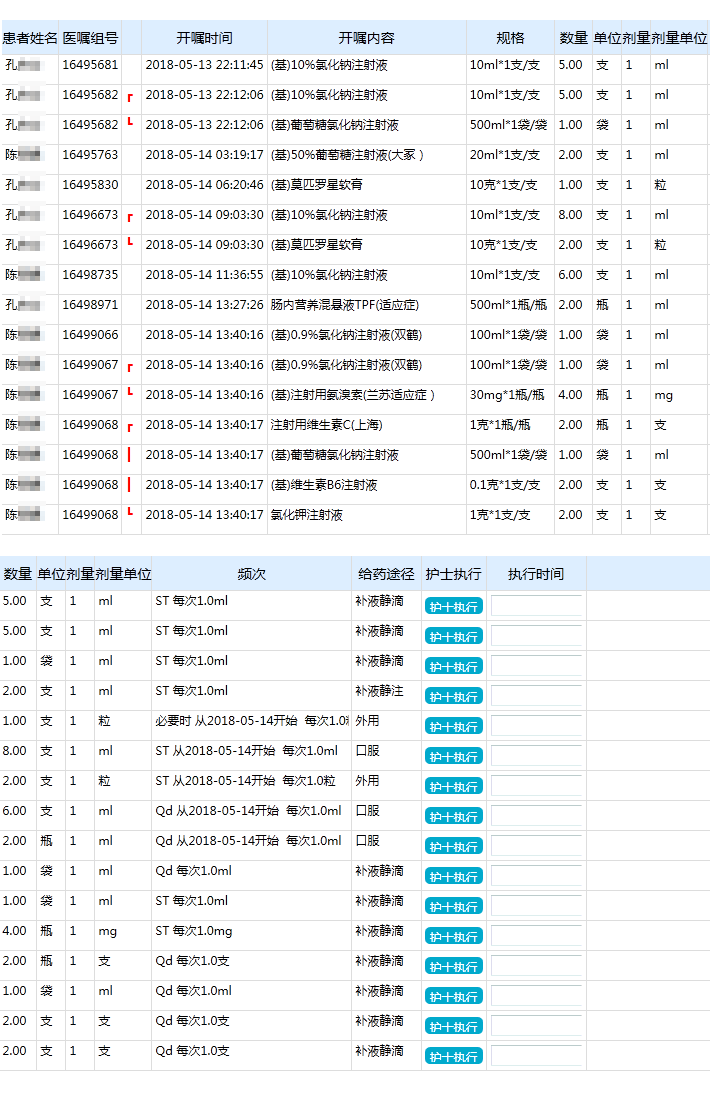 患者姓名 医嘱组号 开嘱时间 开嘱内容 规格 数量 单位 剂量 剂量单位
孔 16495681 2018-05-13 22:11:45 (基)10%氯化钠注射液 10ml*1支/支 5.00 支 1 ml
孔 16495682 2018-05-13 22:12:06 (基)10%氯化钠注射液 10ml*1支/支 5.00 支 1 ml
孔 16495682 2018-05-13 22:12:06 (基)葡萄糖氯化钠注射液 500ml*1袋/袋 1.00 袋 1 ml
陈 16495763 2018-05-14 03:19:17 (基)50%葡萄糖注射液(大冢） 20ml*1支/支 2.00 支 1 ml
孔 16495830 2018-05-14 06:20:46 (基)莫匹罗星软膏 10克*1支/支 1.00 支 1 粒
孔 16496673 2018-05-14 09:03:30 (基)10%氯化钠注射液 10ml*1支/支 8.00 支 1 ml
孔 16496673 2018-05-14 09:03:30 (基)莫匹罗星软膏 10克*1支/支 2.00 支 1 粒
陈 16498735 2018-05-14 11:36:55 (基)10%氯化钠注射液 10ml*1支/支 6.00 支 1 ml
孔 16498971 2018-05-14 13:27:26 肠内营养混悬液TPF(适应症) 500ml*1瓶/瓶 2.00 瓶 1 ml
陈 16499066 2018-05-14 13:40:16 (基)0.9%氯化钠注射液(双鹤) 100ml*1袋/袋 1.00 袋 1 ml
陈 16499067 2018-05-14 13:40:16 (基)0.9%氯化钠注射液(双鹤) 100ml*1袋/袋 1.00 袋 1 ml
陈 16499067 2018-05-14 13:40:16 (基)注射用氨溴索(兰苏适应症） 30mg*1瓶/瓶 4.00 瓶 1 mg
陈 16499068 2018-05-14 13:40:17 注射用维生素C(上海) 1克*1瓶/瓶 2.00 瓶 1 支
陈 16499068 2018-05-14 13:40:17 (基)葡萄糖氯化钠注射液 500ml*1袋/袋 1.00 袋 1 ml
陈 16499068 2018-05-14 13:40:17 (基)维生素B6注射液 0.1克*1支/支 2.00 支 1 支
陈 16499068 2018-05-14 13:40:17 氯化钾注射液 1克*1支/支 2.00 支 1 支
数量 单位 剂量 剂量单位 频次 给药途径 护士执行 执行时间
5.00 支 1 ml ST 每次1.0ml 补液静滴 护士执行
5.00 支 1 ml ST 每次1.0ml 补液静滴 护士执行
1.00 袋 1 ml ST 每次1.0ml 补液静滴 护士执行
2.00 支 1 ml ST 每次1.0ml 补液静注 护士执行
1.00 支 1 粒 必要时 从2018-05-14开始 每次1.0 外用 护士执行
8.00 支 1 ml ST 从2018-05-14开始 每次1.0ml 口服 护士执行
2.00 支 1 粒 ST 从2018-05-14开始 每次1.0粒 外用 护士执行
6.00 支 1 ml Qd 从2018-05-14开始 每次1.0ml 口服 护士执行
2.00 瓶 1 ml Qd 从2018-05-14开始 每次1.0ml 口服 护士执行
1.00 袋 1 ml Qd 每次1.0ml 补液静滴 护士执行
1.00 袋 1 ml ST 每次1.0ml 补液静滴 护士执行
4.00 瓶 1 mg ST 每次1.0mg 补液静滴 护士执行
2.00 瓶 1 支 Qd 每次1.0支 补液静滴 护士执行
1.00 袋 1 ml Qd 每次1.0ml 补液静滴 护士执行
2.00 支 1 支 Qd 每次1.0支 补液静滴 护士执行
2.00 支 1 支 Qd 每次1.0支 补液静滴 护士执行